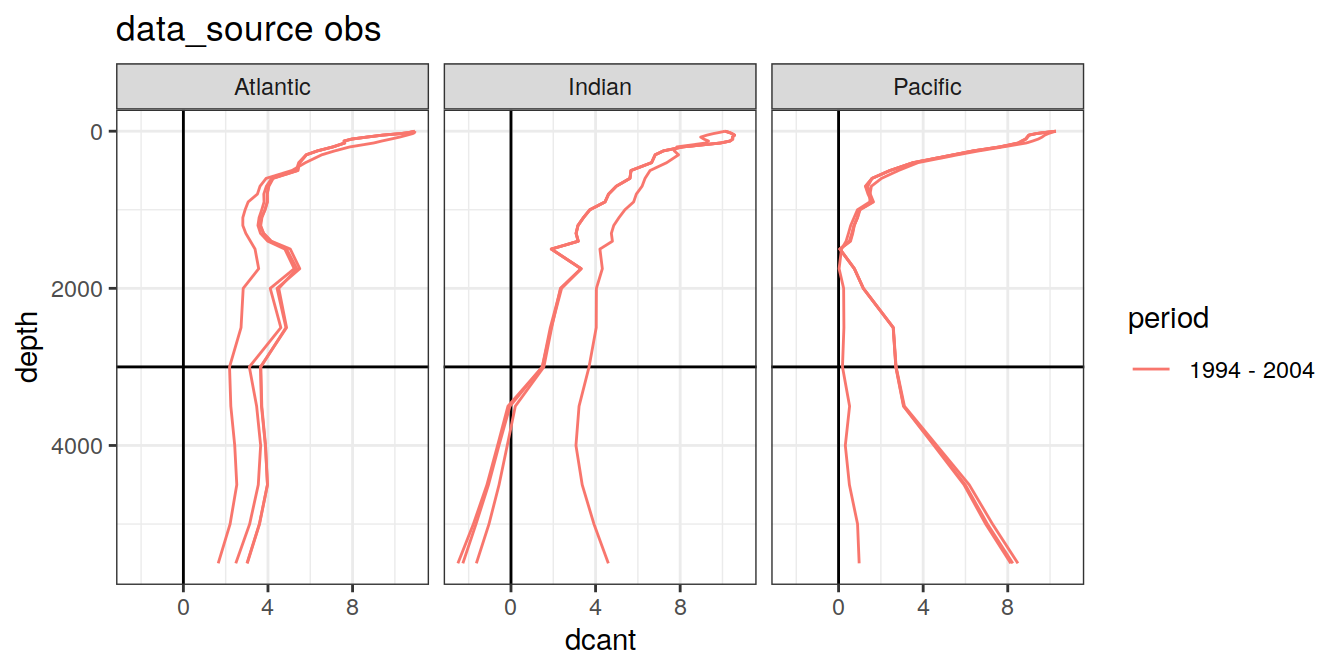 data_source obs
Atlantic
Indian
Pacific
0
2000
4000
depth
0 4 8
0 4 8
0 4 8
dcant
period
1994 - 2004